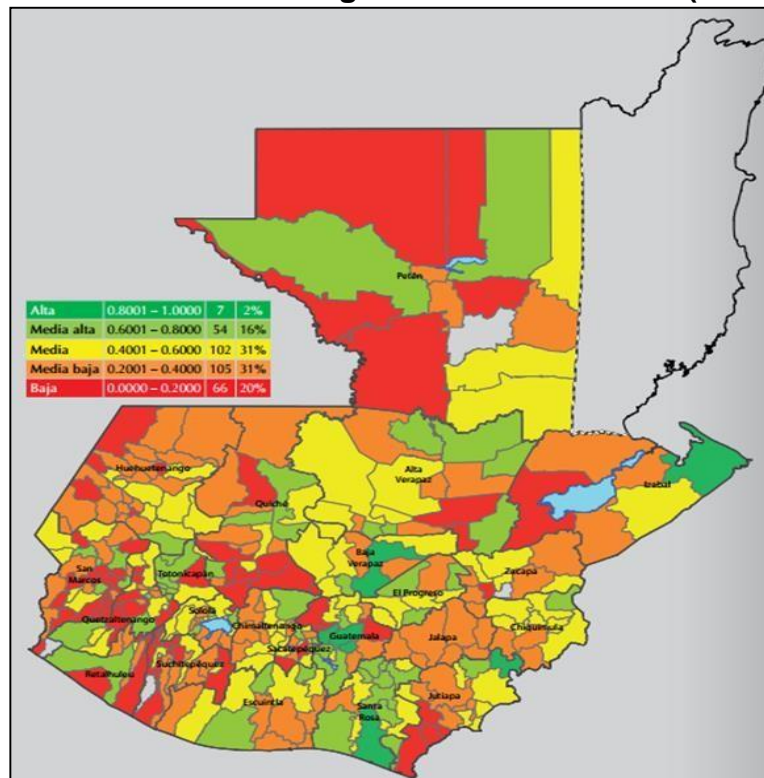 Petén
Alta 0.8001 – 1.0000 7 2%
Media alta 0.6001 – 0.8000 54 16%
Media 0.4001 – 0.6000 102 31%
Media baja 0.2001 – 0.4000 105 31%
Baja 0.0000 – 0.2000 66 20%
Huehuetenango
Alta
Verapaz
Izabal
Quiché
Baja
Verapaz
Zacapa
San
Marcos
Totonicapán
El Progreso
Quetzaltenango
Sololá
Chimaltenango
Guatemala
Jalapa
Chiquimula
Sacatepéquez
Suchitepéquez
Retalhuleu
Jutiapa
Escuintla
Santa
Rosa